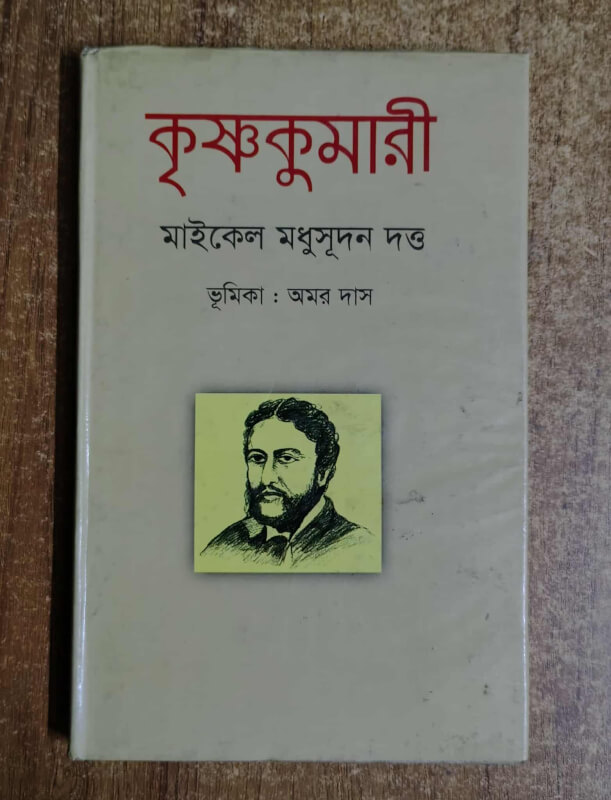 কৃষ্ণকুমারী
মাইকেল মধুসূদন দত্ত
ভূমিকা : অমর দাস